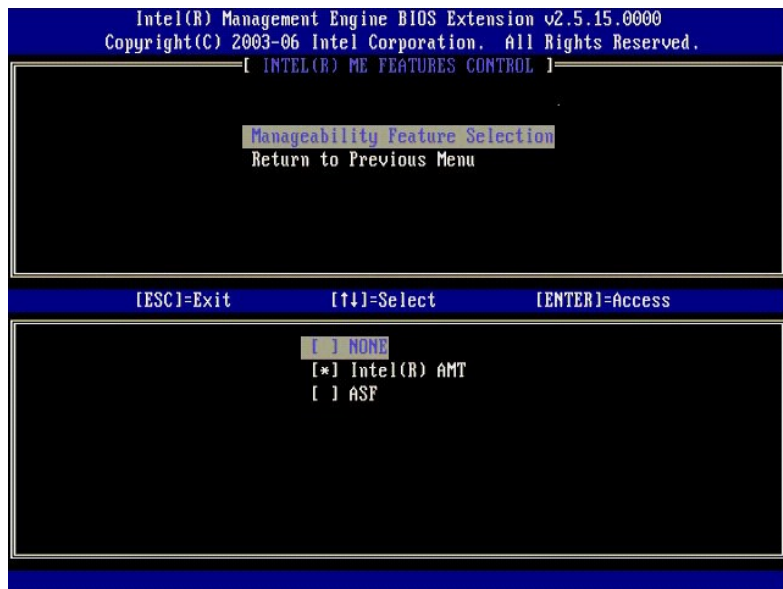 Intel(R) Management Engine BIOS Extension v2.5.15.0000
Copyright(C) 2003-06 Intel Corporation. All Rights Reserved.
[ INTEL(R) ME FEATURES CONTROL ]
Manageability Feature Selection
Return to Previous Menu
[ESC]=Exit [↑↓]=Select [ENTER]=Access
[ ] NONE
[*] Intel(R) AMT
[ ] ASF